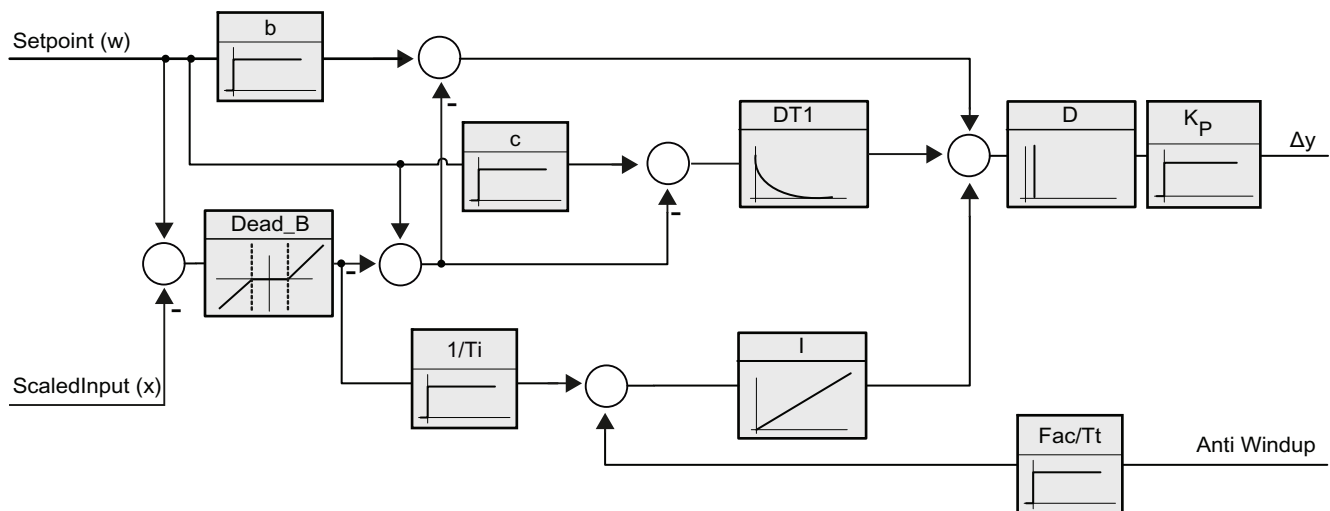 b
Setpoint (w)
-
DT1
D
K_P
Δy
c
-
Dead_B
-
-
1/Ti
I
ScaledInput (x)
Fac/Tt
Anti Windup